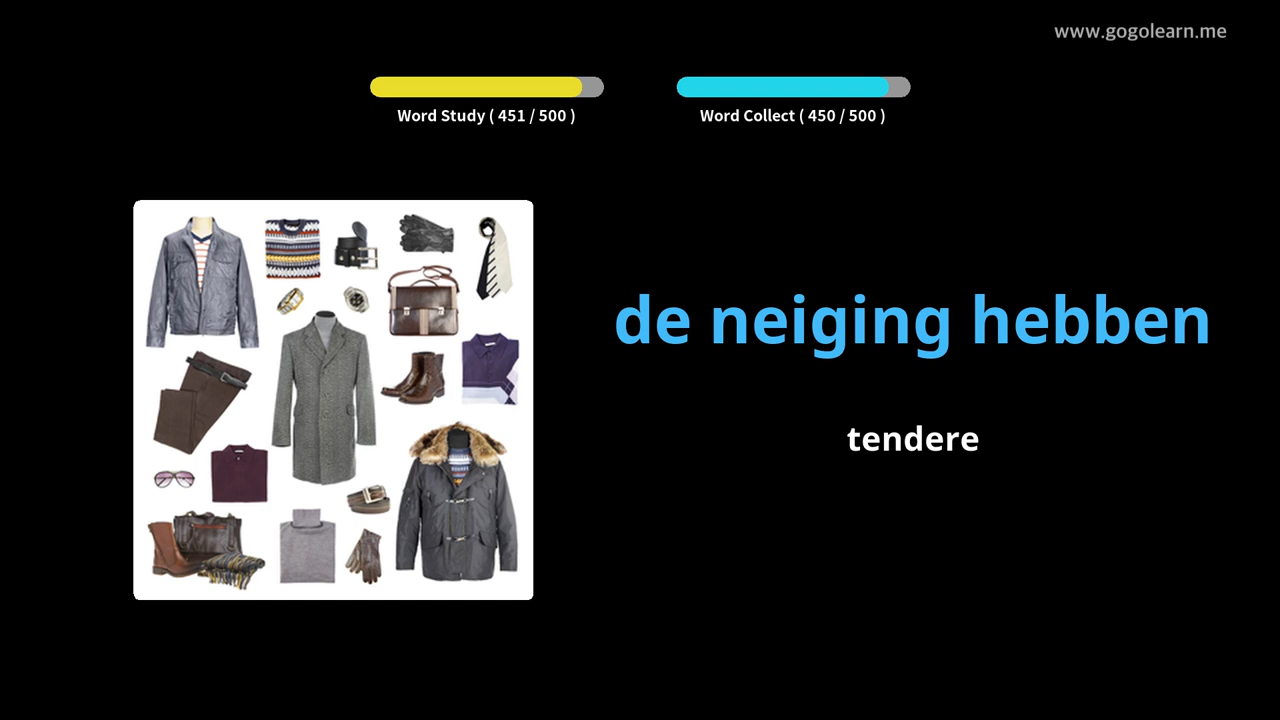 www.gogolearn.me
Word Study ( 451 / 500 )
Word Collect ( 450 / 500 )
de neiging hebben
tendere